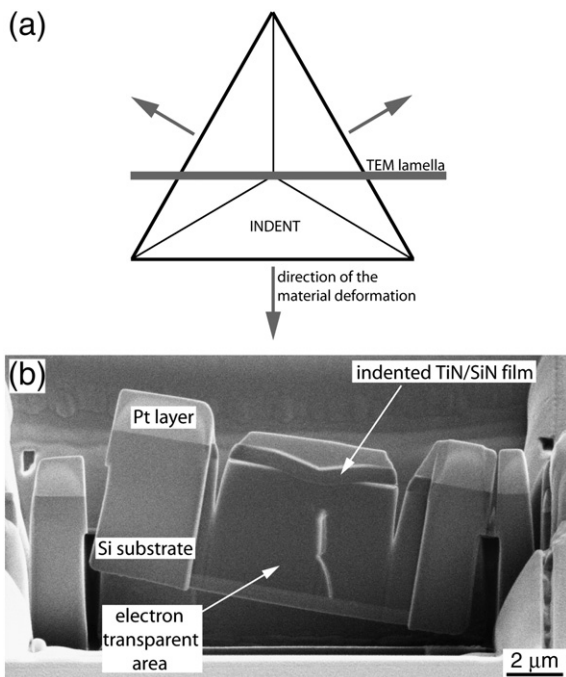 (a)
TEM lamella
INDENT
direction of the
material deformation
(b)
indented TiN/SiN film
Pt layer
Si substrate
electron
transparent
area
2 μm